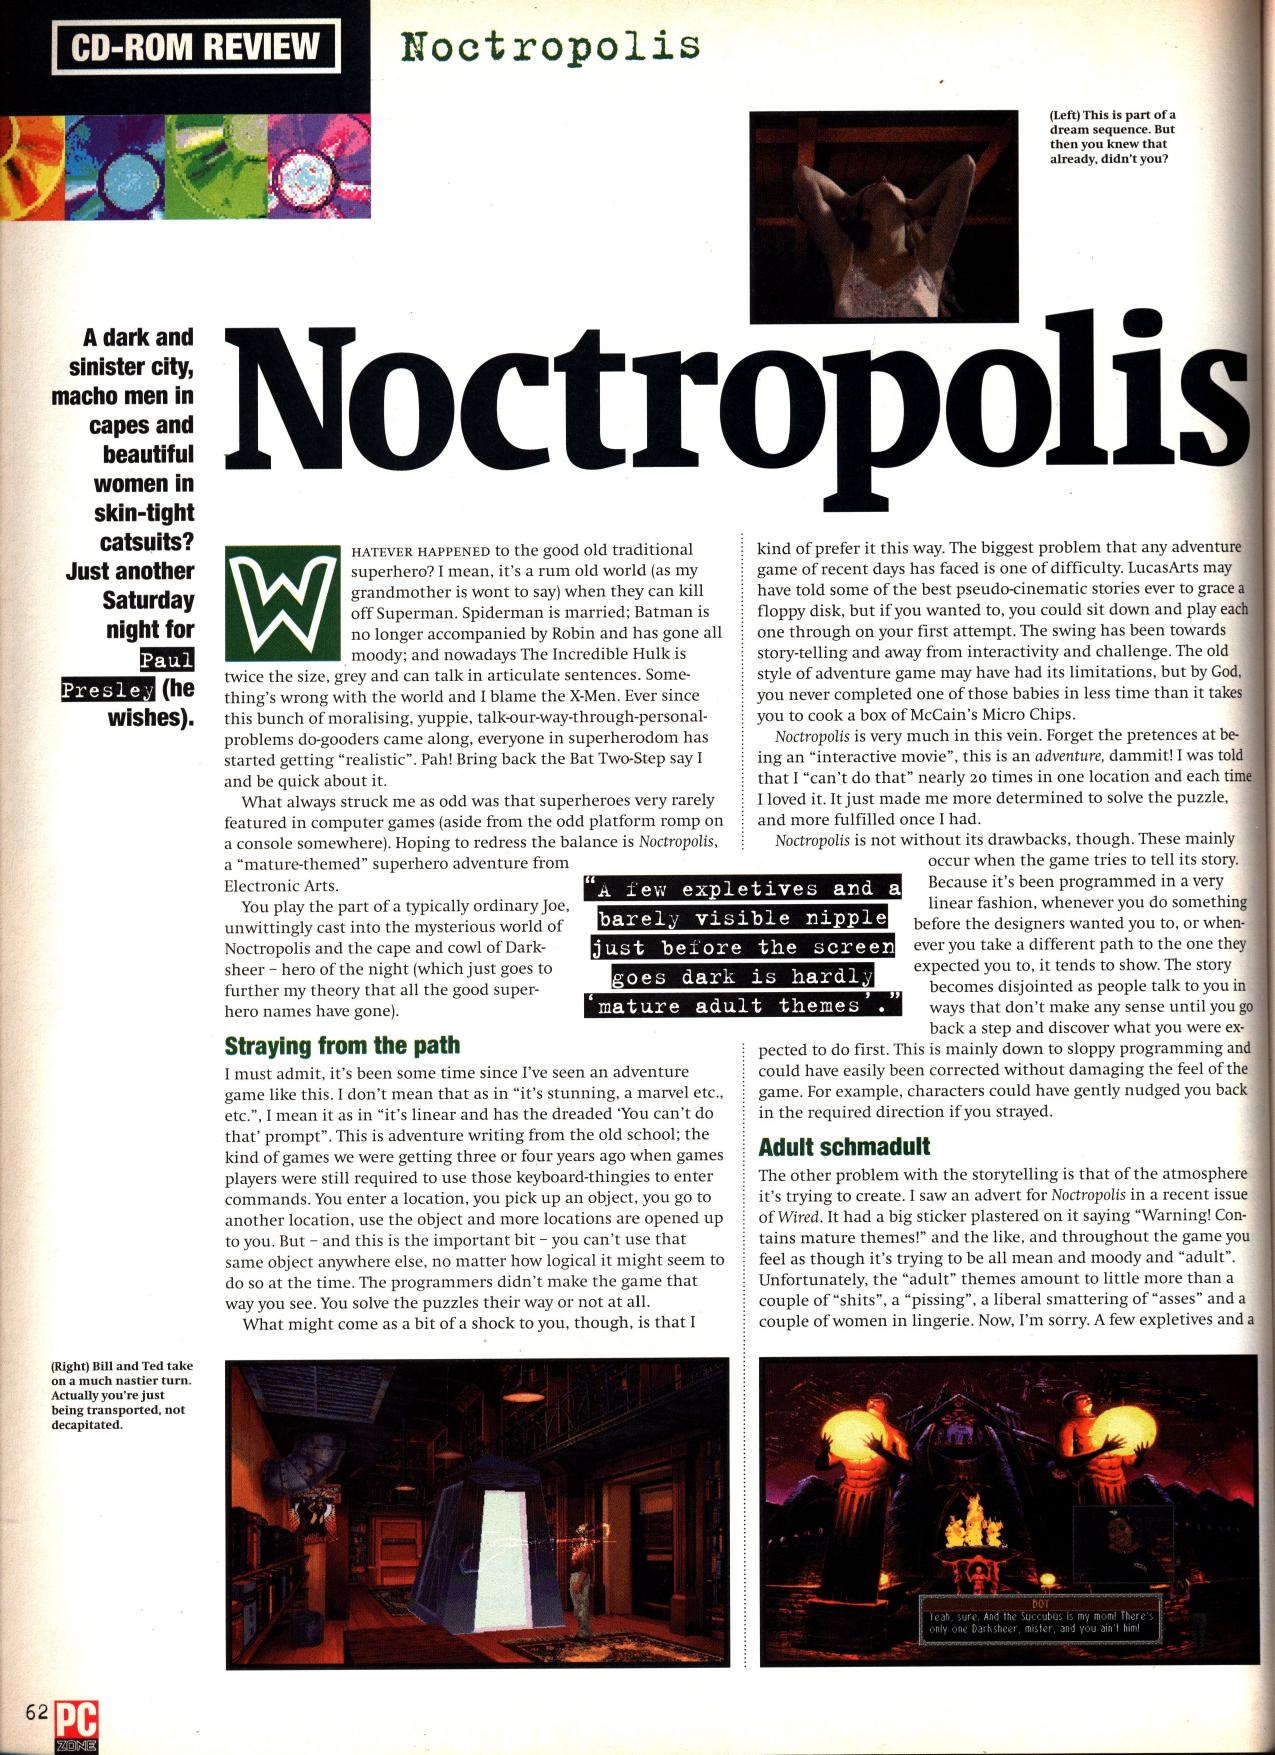 CD-ROM REVIEW
Noctropolis
(Left) This is part of a
dream sequence. But
then you knew that
already, didn't you?
A dark and
sinister city,
macho men in
capes and
beautiful
women in
skin-tight
catsuits?
Just another
Saturday
night for
Paul
Presley (he
wishes).
Noctropolis
WHATEVER HAPPENED to the good old traditional
superhero? I mean, it's a rum old world (as my
grandmother is wont to say) when they can kill
off Superman. Spiderman is married; Batman is
no longer accompanied by Robin and has gone all
moody; and nowadays The Incredible Hulk is
twice the size, grey and can talk in articulate sentences. Some-
thing's wrong with the world and I blame the X-Men. Ever since
this bunch of moralising, yuppie, talk-our-way-through-personal-
problems do-gooders came along, everyone in superherodom has
started getting "realistic". Pah! Bring back the Bat Two-Step say I
and be quick about it.
What always struck me as odd was that superheroes very rarely
featured in computer games (aside from the odd platform romp on
a console somewhere). Hoping to redress the balance is Noctropolis,
a "mature-themed" superhero adventure from
Electronic Arts.
You play the part of a typically ordinary Joe,
unwittingly cast into the mysterious world of
Noctropolis and the cape and cowl of Dark-
sheer – hero of the night (which just goes to
further my theory that all the good super-
hero names have gone).
Straying from the path
I must admit, it's been some time since I've seen an adventure
game like this. I don't mean that as in "it's stunning, a marvel etc.,
etc.", I mean it as in "it's linear and has the dreaded 'You can't do
that' prompt". This is adventure writing from the old school; the
kind of games we were getting three or four years ago when games
players were still required to use those keyboard-thingies to enter
commands. You enter a location, you pick up an object, you go to
another location, use the object and more locations are opened up
to you. But – and this is the important bit – you can't use that
same object anywhere else, no matter how logical it might seem to
do so at the time. The programmers didn't make the game that
way you see. You solve the puzzles their way or not at all.
What might come as a bit of a shock to you, though, is that I
kind of prefer it this way. The biggest problem that any adventure
game of recent days has faced is one of difficulty. LucasArts may
have told some of the best pseudo-cinematic stories ever to grace a
floppy disk, but if you wanted to, you could sit down and play each
one through on your first attempt. The swing has been towards
story-telling and away from interactivity and challenge. The old
style of adventure game may have had its limitations, but by God,
you never completed one of those babies in less time than it takes
you to cook a box of McCain's Micro Chips.
Noctropolis is very much in this vein. Forget the pretences at be-
ing an "interactive movie", this is an adventure, dammit! I was told
that I "can't do that" nearly 20 times in one location and each time
I loved it. It just made me more determined to solve the puzzle,
and more fulfilled once I had.
Noctropolis is not without its drawbacks, though. These mainly
occur when the game tries to tell its story.
Because it's been programmed in a very
linear fashion, whenever you do something
before the designers wanted you to, or when-
ever you take a different path to the one they
expected you to, it tends to show. The story
becomes disjointed as people talk to you in
ways that don't make any sense until you go
back a step and discover what you were ex-
pected to do first. This is mainly down to sloppy programming and
could have easily been corrected without damaging the feel of the
game. For example, characters could have gently nudged you back
in the required direction if you strayed.
"A few expletives and a
barely visible nipple
just before the screen
goes dark is hardly
'mature adult themes'."
Adult schmadult
The other problem with the storytelling is that of the atmosphere
it's trying to create. I saw an advert for Noctropolis in a recent issue
of Wired. It had a big sticker plastered on it saying "Warning! Con-
tains mature themes!" and the like, and throughout the game you
feel as though it's trying to be all mean and moody and "adult".
Unfortunately, the "adult" themes amount to little more than a
couple of "shits", a "pissing", a liberal smattering of "asses" and a
couple of women in lingerie. Now, I'm sorry. A few expletives and a
(Right) Bill and Ted take
on a much nastier turn.
Actually you're just
being transported, not
decapitated.
DOT
Yeah, sure. And the Succubus is my mom! There's
only one Darksheer, mister, and you ain't him!
62 PC
ZONE